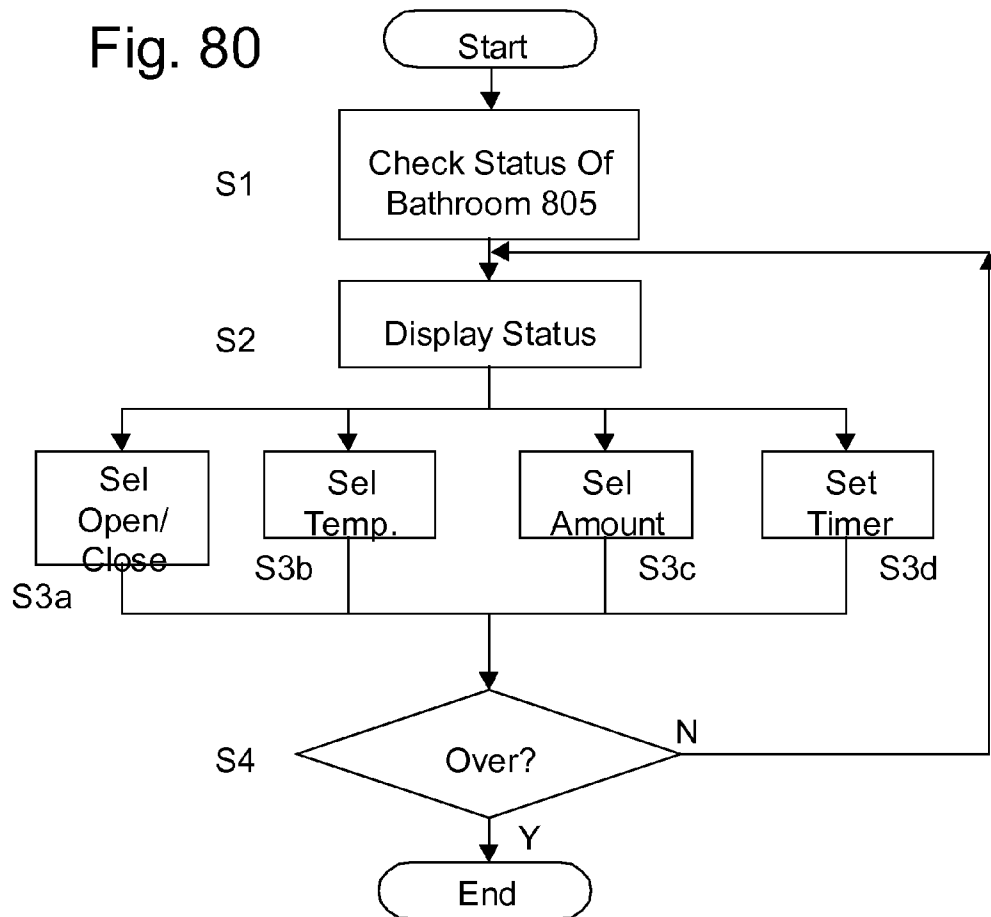 Fig. 80
Start
S1
Check Status Of
Bathroom 805
S2
Display Status
Sel
Open/
Close
S3a
Sel
Temp.
S3b
Sel
Amount
S3c
Set
Timer
S3d
S4
Over?
N
Y
End